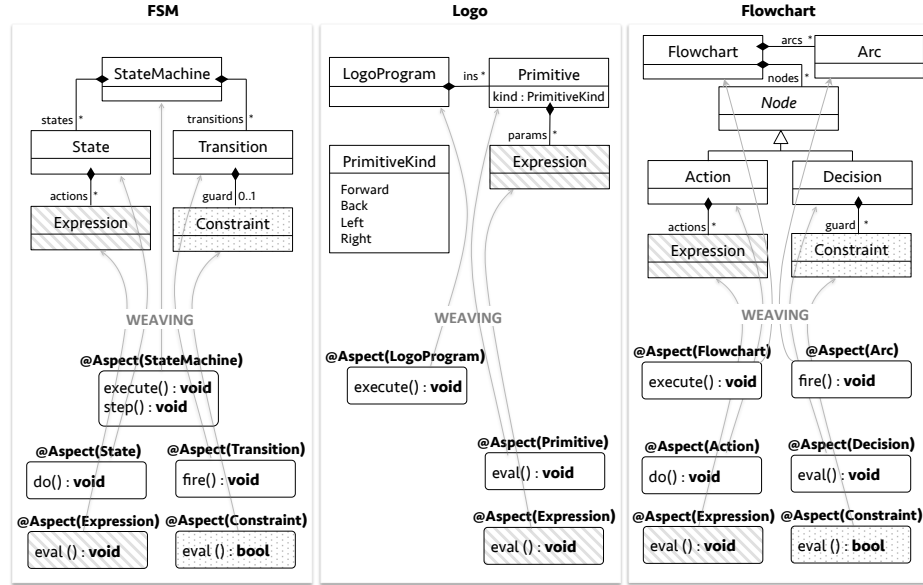 FSM
StateMachine
states *
transitions *
State
Transition
actions *
guard 0..1
Expression
Constraint
WEAVING
@Aspect(StateMachine)
execute() : void
step() : void
@Aspect(State)
do() : void
@Aspect(Transition)
fire() : void
@Aspect(Expression)
eval () : void
@Aspect(Constraint)
eval () : bool
Logo
LogoProgram
ins *
Primitive
kind : PrimitiveKind
params *
PrimitiveKind
Forward
Back
Left
Right
Expression
WEAVING
@Aspect(LogoProgram)
execute() : void
@Aspect(Primitive)
eval() : void
@Aspect(Expression)
eval () : void
Flowchart
Flowchart
arcs *
Arc
nodes *
Node
Action
Decision
actions *
guard *
Expression
Constraint
WEAVING
@Aspect(Flowchart)
execute() : void
@Aspect(Arc)
fire() : void
@Aspect(Action)
do() : void
@Aspect(Decision)
eval() : void
@Aspect(Expression)
eval () : void
@Aspect(Constraint)
eval () : bool